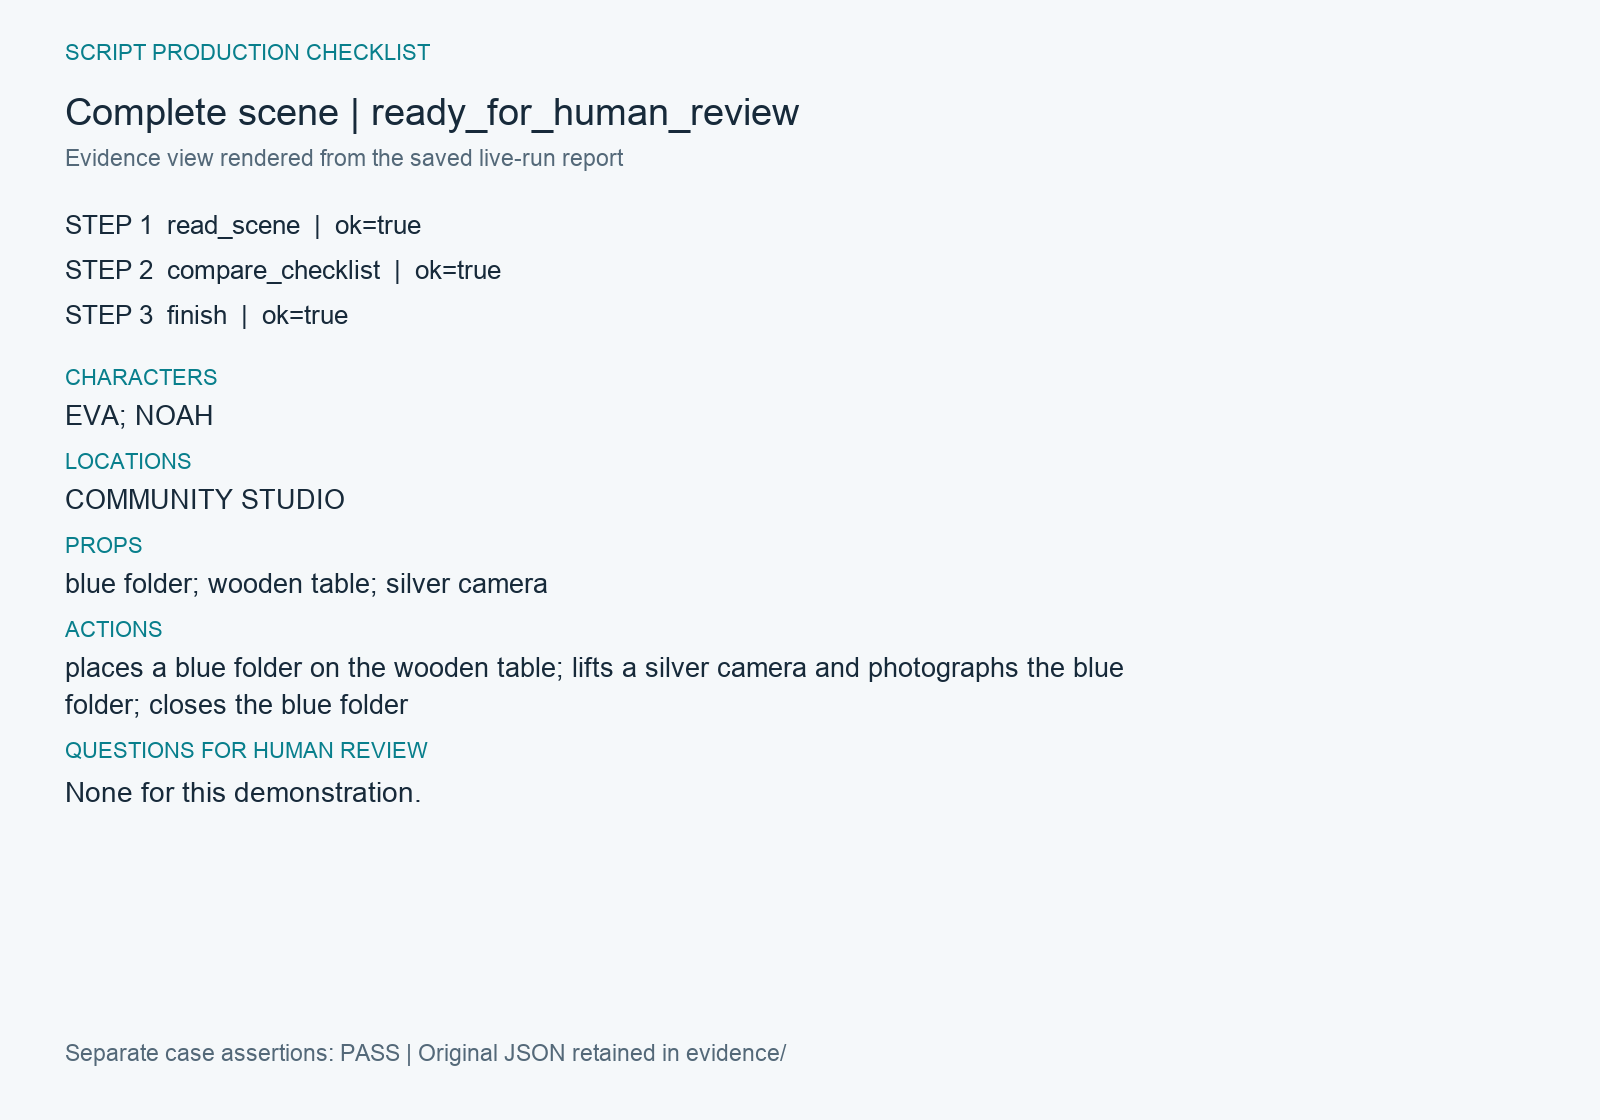 SCRIPT PRODUCTION CHECKLIST
Complete scene | ready_for_human_review
Evidence view rendered from the saved live-run report
STEP 1  read_scene  |  ok=true
STEP 2  compare_checklist  |  ok=true
STEP 3  finish  |  ok=true
CHARACTERS
EVA; NOAH
LOCATIONS
COMMUNITY STUDIO
PROPS
blue folder; wooden table; silver camera
ACTIONS
places a blue folder on the wooden table; lifts a silver camera and photographs the blue
folder; closes the blue folder
QUESTIONS FOR HUMAN REVIEW
None for this demonstration.
Separate case assertions: PASS | Original JSON retained in evidence/